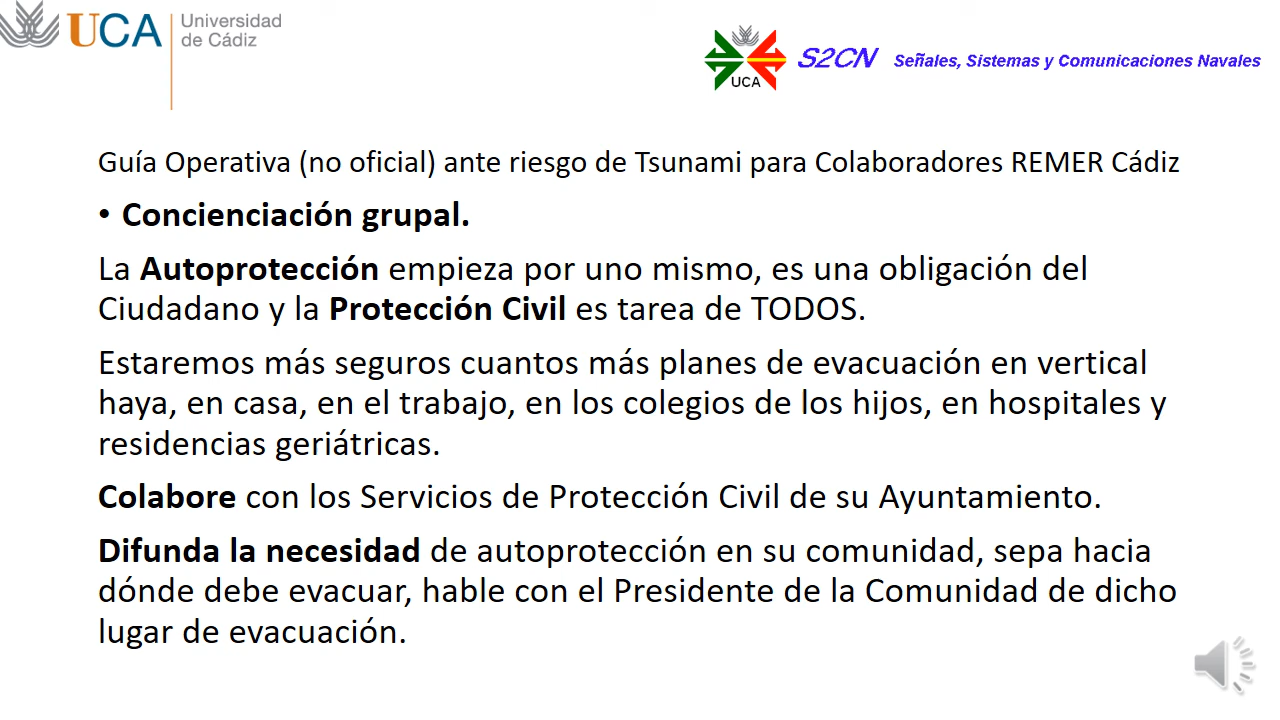 UCA Universidad
de Cádiz
UCA
S2CN Señales, Sistemas y Comunicaciones Navales
Guía Operativa (no oficial) ante riesgo de Tsunami para Colaboradores REMER Cádiz
• Concienciación grupal.
La Autoprotección empieza por uno mismo, es una obligación del
Ciudadano y la Protección Civil es tarea de TODOS.
Estaremos más seguros cuantos más planes de evacuación en vertical
haya, en casa, en el trabajo, en los colegios de los hijos, en hospitales y
residencias geriátricas.
Colabore con los Servicios de Protección Civil de su Ayuntamiento.
Difunda la necesidad de autoprotección en su comunidad, sepa hacia
dónde debe evacuar, hable con el Presidente de la Comunidad de dicho
lugar de evacuación.